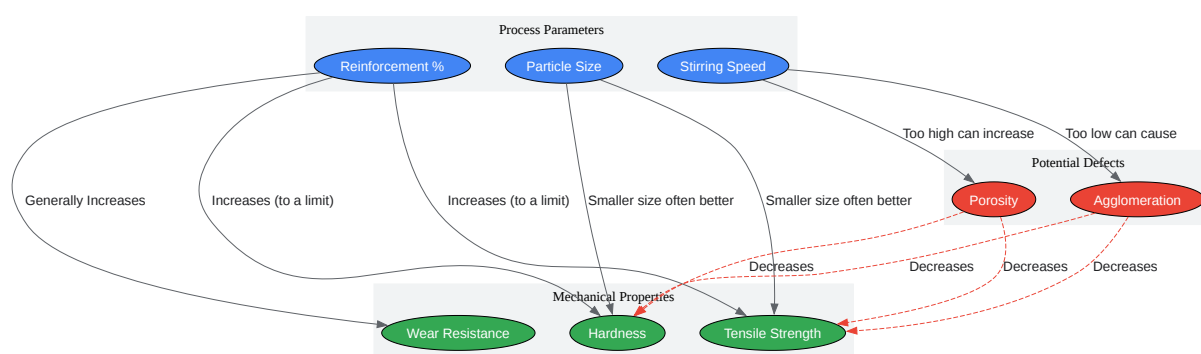 Process Parameters
Reinforcement %
Particle Size
Stirring Speed
Too high can increase
Too low can cause
Potential Defects
Generally Increases
Increases (to a limit)
Increases (to a limit)
Smaller size often better
Smaller size often better
Porosity
Agglomeration
Decreases
Decreases
Decreases
Decreases
Mechanical Properties
Wear Resistance
Hardness
Tensile Strength